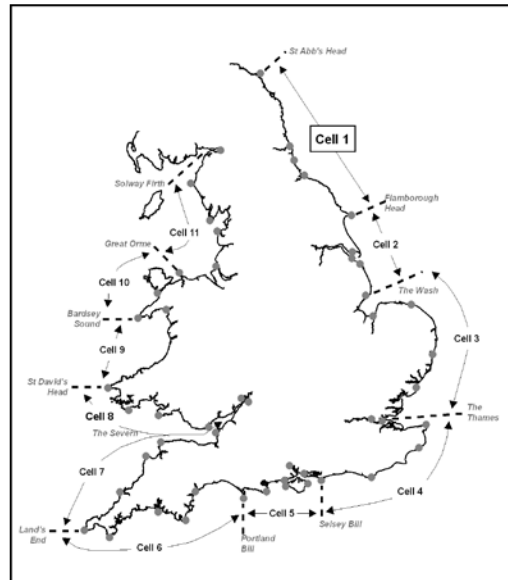 St Abb's Head
Cell 1
Solway Firth
Flamborough
Head
Cell 11
Great Orme
Cell 2
Cell 10
The Wash
Bardsey
Sound
Cell 3
Cell 9
St David's
Head
Cell 8
The
Thames
The Severn
Cell 7
Cell 4
Cell 5
Selsey Bill
Land's
End
Cell 6
Portland
Bill